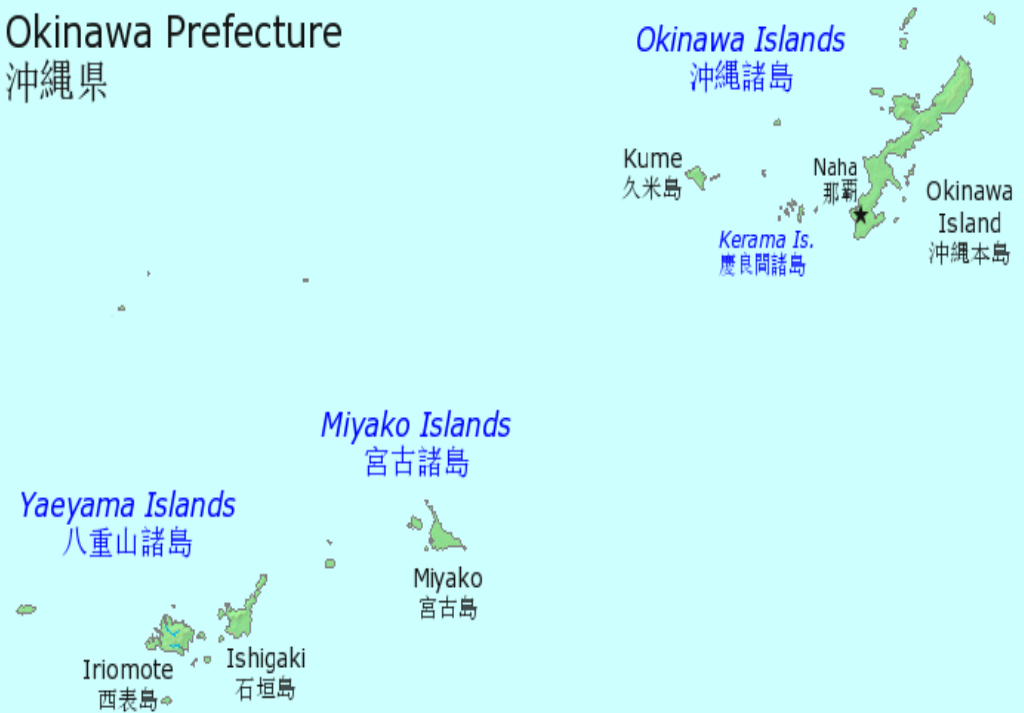 Okinawa Prefecture
沖縄県
Okinawa Islands
沖縄諸島
Kume
久米島
Naha
那覇
Okinawa
Island
沖縄本島
Kerama Is.
慶良間諸島
Miyako Islands
宮古諸島
Yaeyama Islands
八重山諸島
Miyako
宮古島
Ishigaki
石垣島
Iriomote
西表島